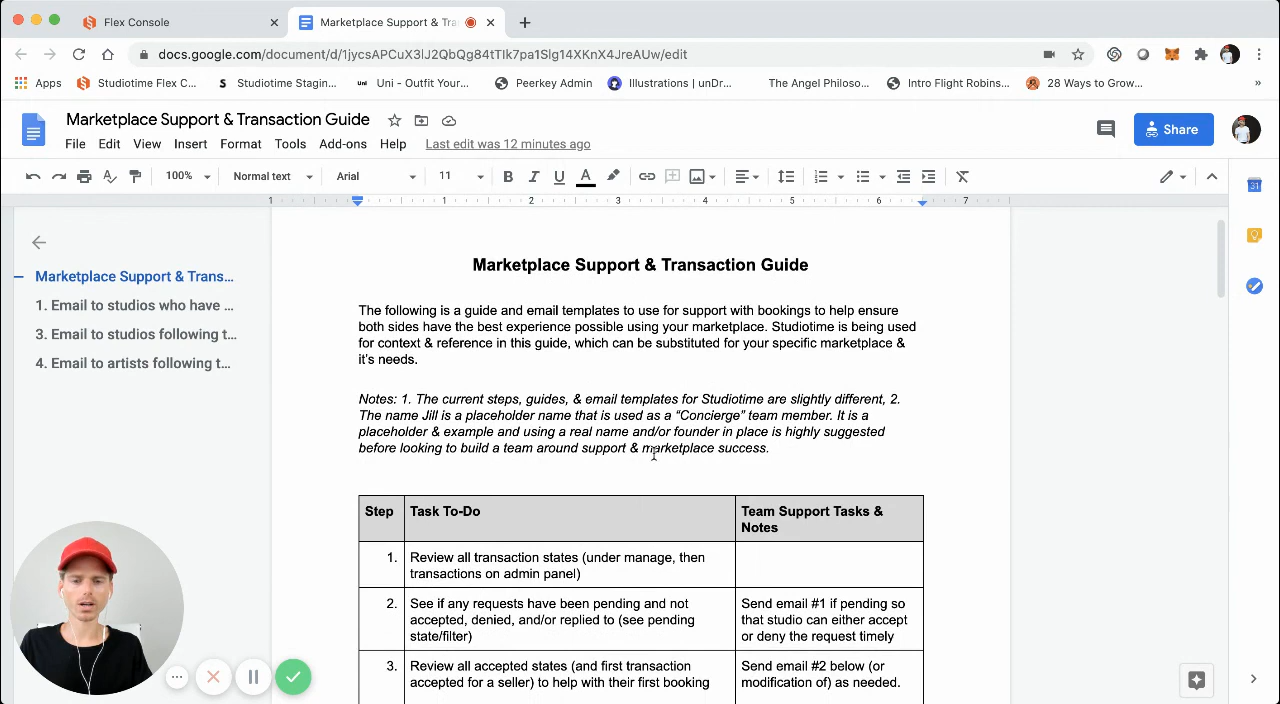 Flex Console
Marketplace Support & Tra
docs.google.com/document/d/1jycsAPCuX3lJ2QbQg84tTlk7pa1Slg14XKnX4JreAUw/edit
Apps
Studiotime Flex C...
S
Studiotime Stagin...
Uni
Uni - Outfit Your...
Peerkey Admin
Illustrations | unDr...
The Angel Philoso...
Intro Flight Robins...
28 Ways to Grow...
»
Marketplace Support & Transaction Guide
Share
File Edit View Insert Format Tools Add-ons Help Last edit was 12 minutes ago
100% Normal text Arial 11 B I U A
1 1 2 3 4 5 6 7
31
Marketplace Support & Trans...
1. Email to studios who have ...
3. Email to studios following t...
4. Email to artists following t...
Marketplace Support & Transaction Guide
The following is a guide and email templates to use for support with bookings to help ensure
both sides have the best experience possible using your marketplace. Studiotime is being used
for context & reference in this guide, which can be substituted for your specific marketplace &
it's needs.
Notes: 1. The current steps, guides, & email templates for Studiotime are slightly different, 2.
The name Jill is a placeholder name that is used as a “Concierge” team member. It is a
placeholder & example and using a real name and/or founder in place is highly suggested
before looking to build a team around support & marketplace success.
Step
Task To-Do
Team Support Tasks &
Notes
1.
Review all transaction states (under manage, then
transactions on admin panel)
2.
See if any requests have been pending and not
accepted, denied, and/or replied to (see pending
state/filter)
Send email #1 if pending so
that studio can either accept
or deny the request timely
3.
Review all accepted states (and first transaction
accepted for a seller) to help with their first booking
Send email #2 below (or
modification of) as needed.